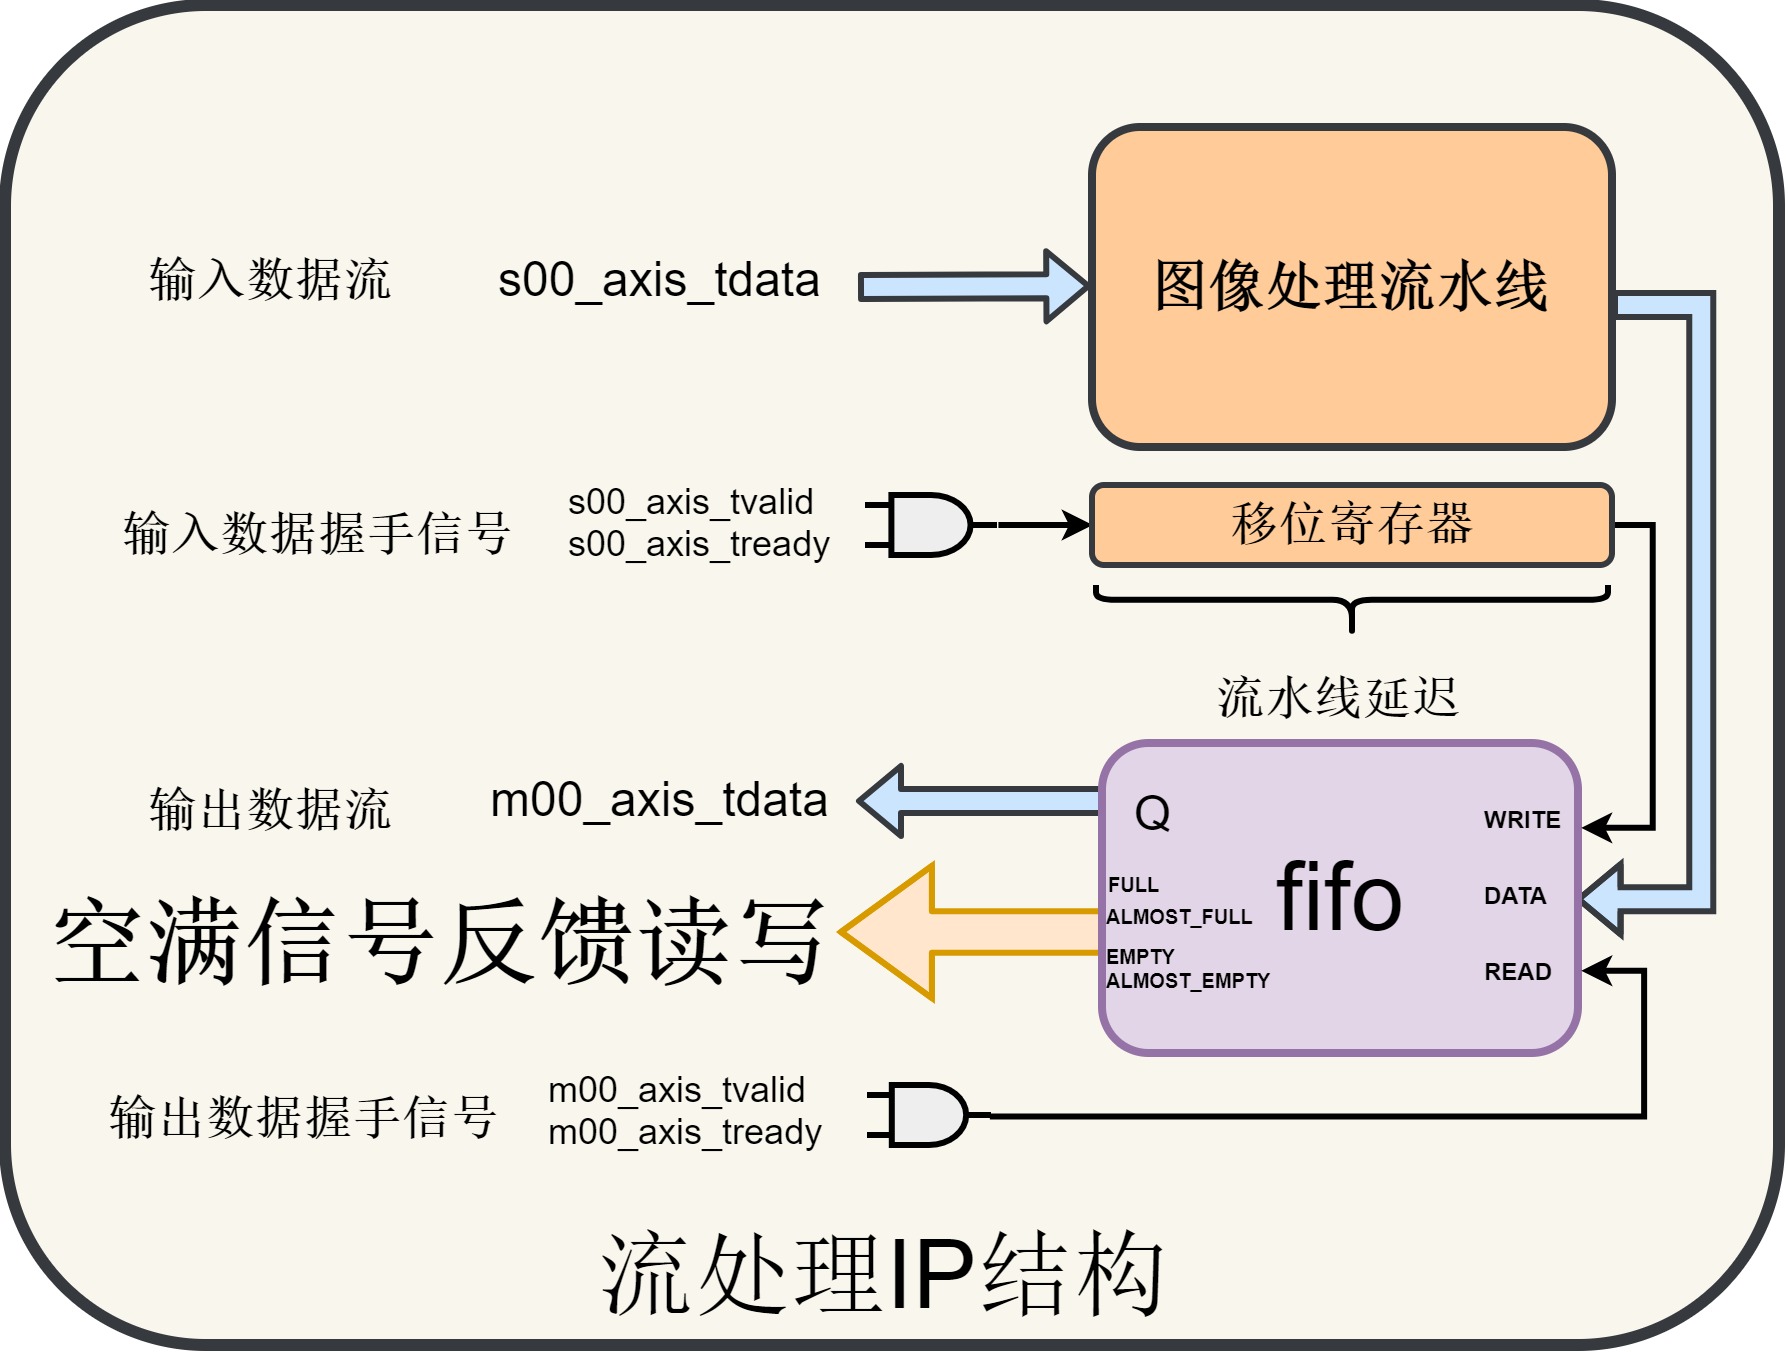 图像处理流水线
输入数据流
s00_axis_tdata
输入数据握手信号
s00_axis_tvalid
s00_axis_tready
移位寄存器
流水线延迟
输出数据流
m00_axis_tdata
Q
WRITE
FULL
ALMOST_FULL
fifo
DATA
空满信号反馈读写
EMPTY
ALMOST_EMPTY
READ
输出数据握手信号
m00_axis_tvalid
m00_axis_tready
流处理IP结构